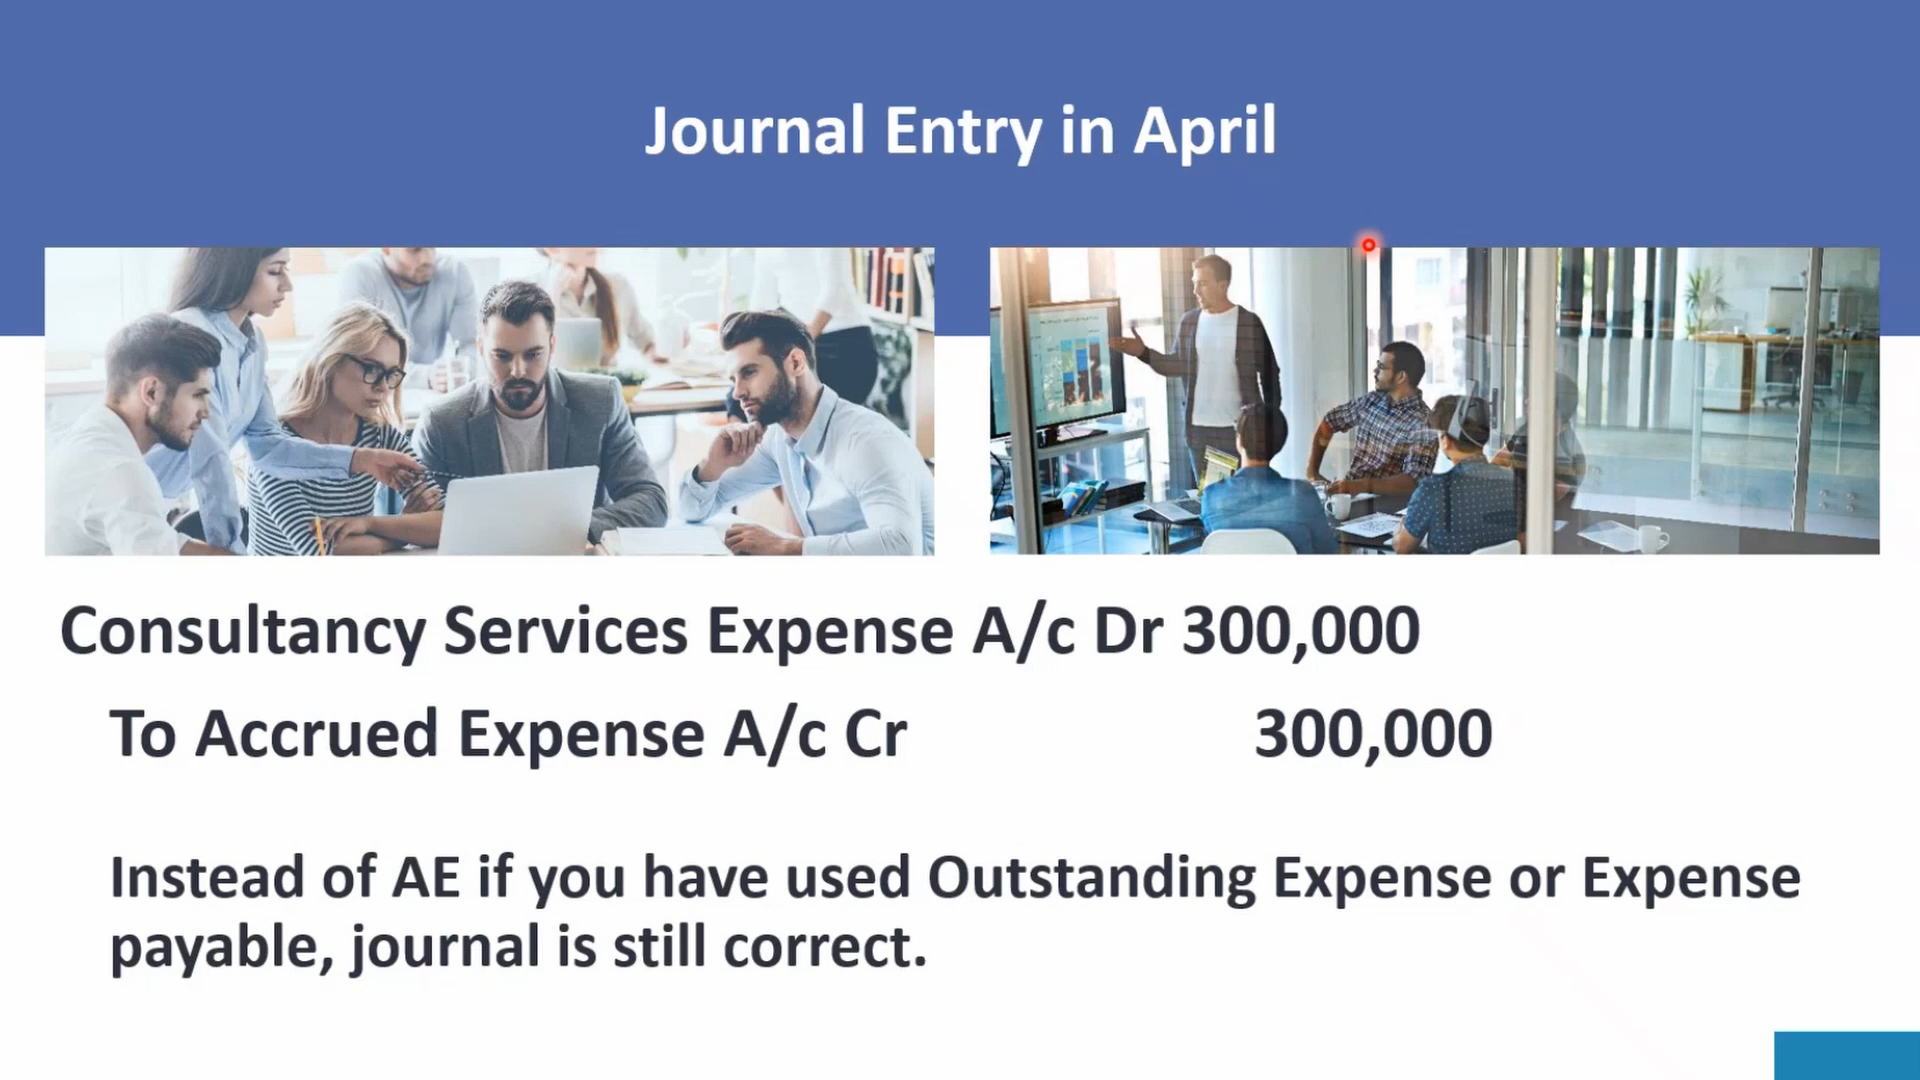 Journal Entry in April
Consultancy Services Expense A/c Dr 300,000
To Accrued Expense A/c Cr 300,000
Instead of AE if you have used Outstanding Expense or Expense
payable, journal is still correct.